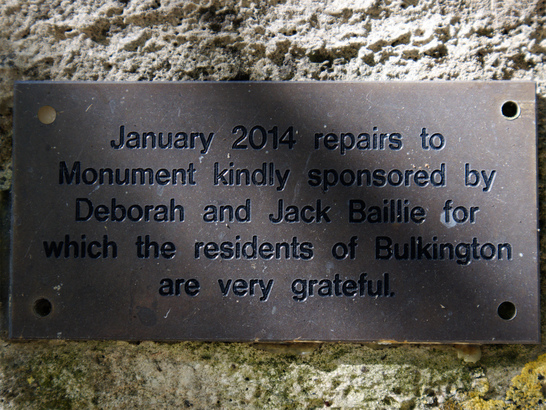 January 2014 repairs to
Monument kindly sponsored by
Deborah and Jack Baillie for
which the residents of Bulkington
are very grateful.